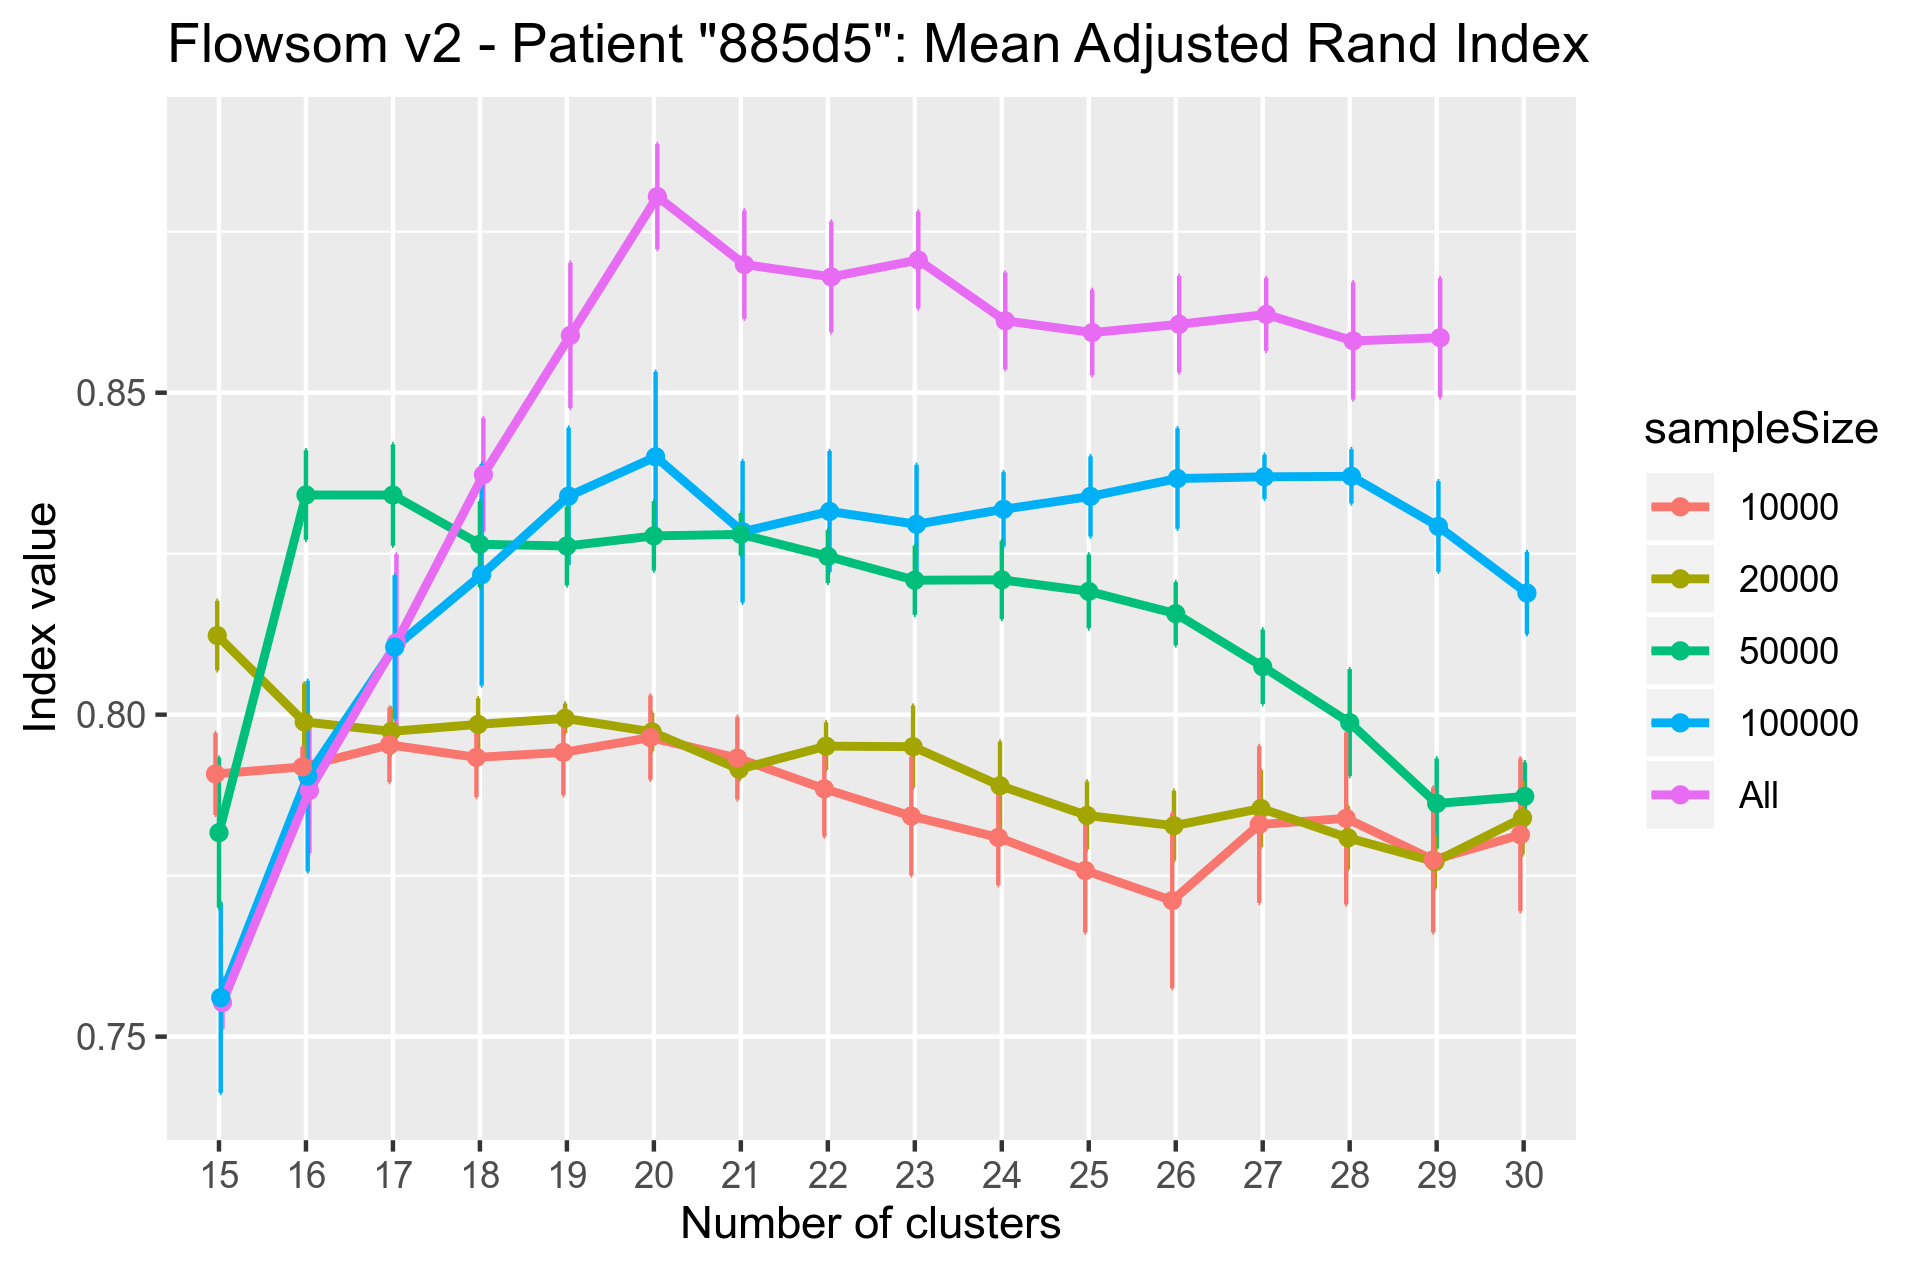 Flowsom v2 - Patient "885d5": Mean Adjusted Rand Index
Index value
0.85
0.80
0.75
15 16 17 18 19 20 21 22 23 24 25 26 27 28 29 30
Number of clusters
sampleSize
10000
20000
50000
100000
All